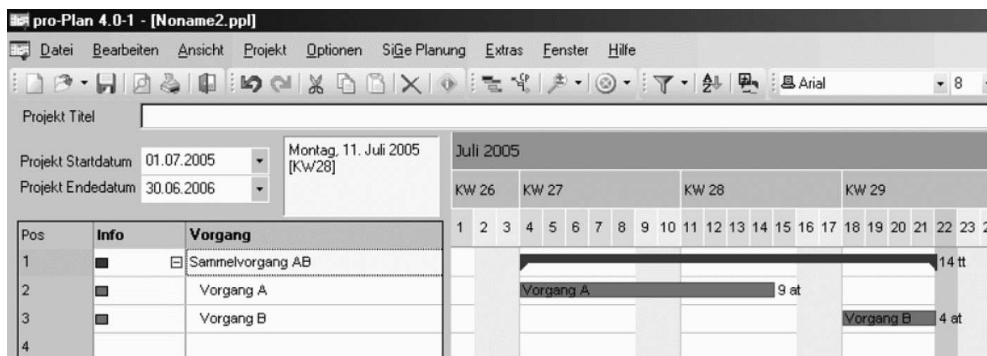 pro-Plan 4.0-1 - [Noname2.ppl]
Datei Bearbeiten Ansicht Projekt Optionen SiGe Planung Extras Fenster Hilfe
Arial 8
Projekt Titel
Projekt Startdatum 01.07.2005
Montag, 11. Juli 2005
[KW28]
Juli 2005
Projekt Endedatum 30.06.2006
KW 26 KW 27 KW 28 KW 29
Pos Info Vorgang
1 2 3 4 5 6 7 8 9 10 11 12 13 14 15 16 17 18 19 20 21 22 23
1 Sammelvorgang AB 14 tt
2 Vorgang A Vorgang A 9 at
3 Vorgang B Vorgang B 4 at
4